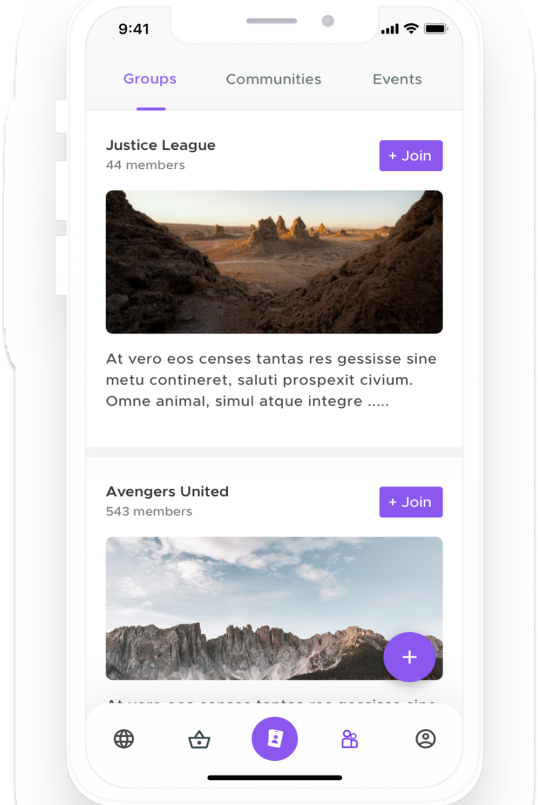 9:41
Groups
Communities
Events
Justice League
44 members
+ Join
At vero eos censes tantas res gessisse sine
metu contineret, saluti prospexit civium.
Omne animal, simul atque integre .....
Avengers United
543 members
+ Join
+